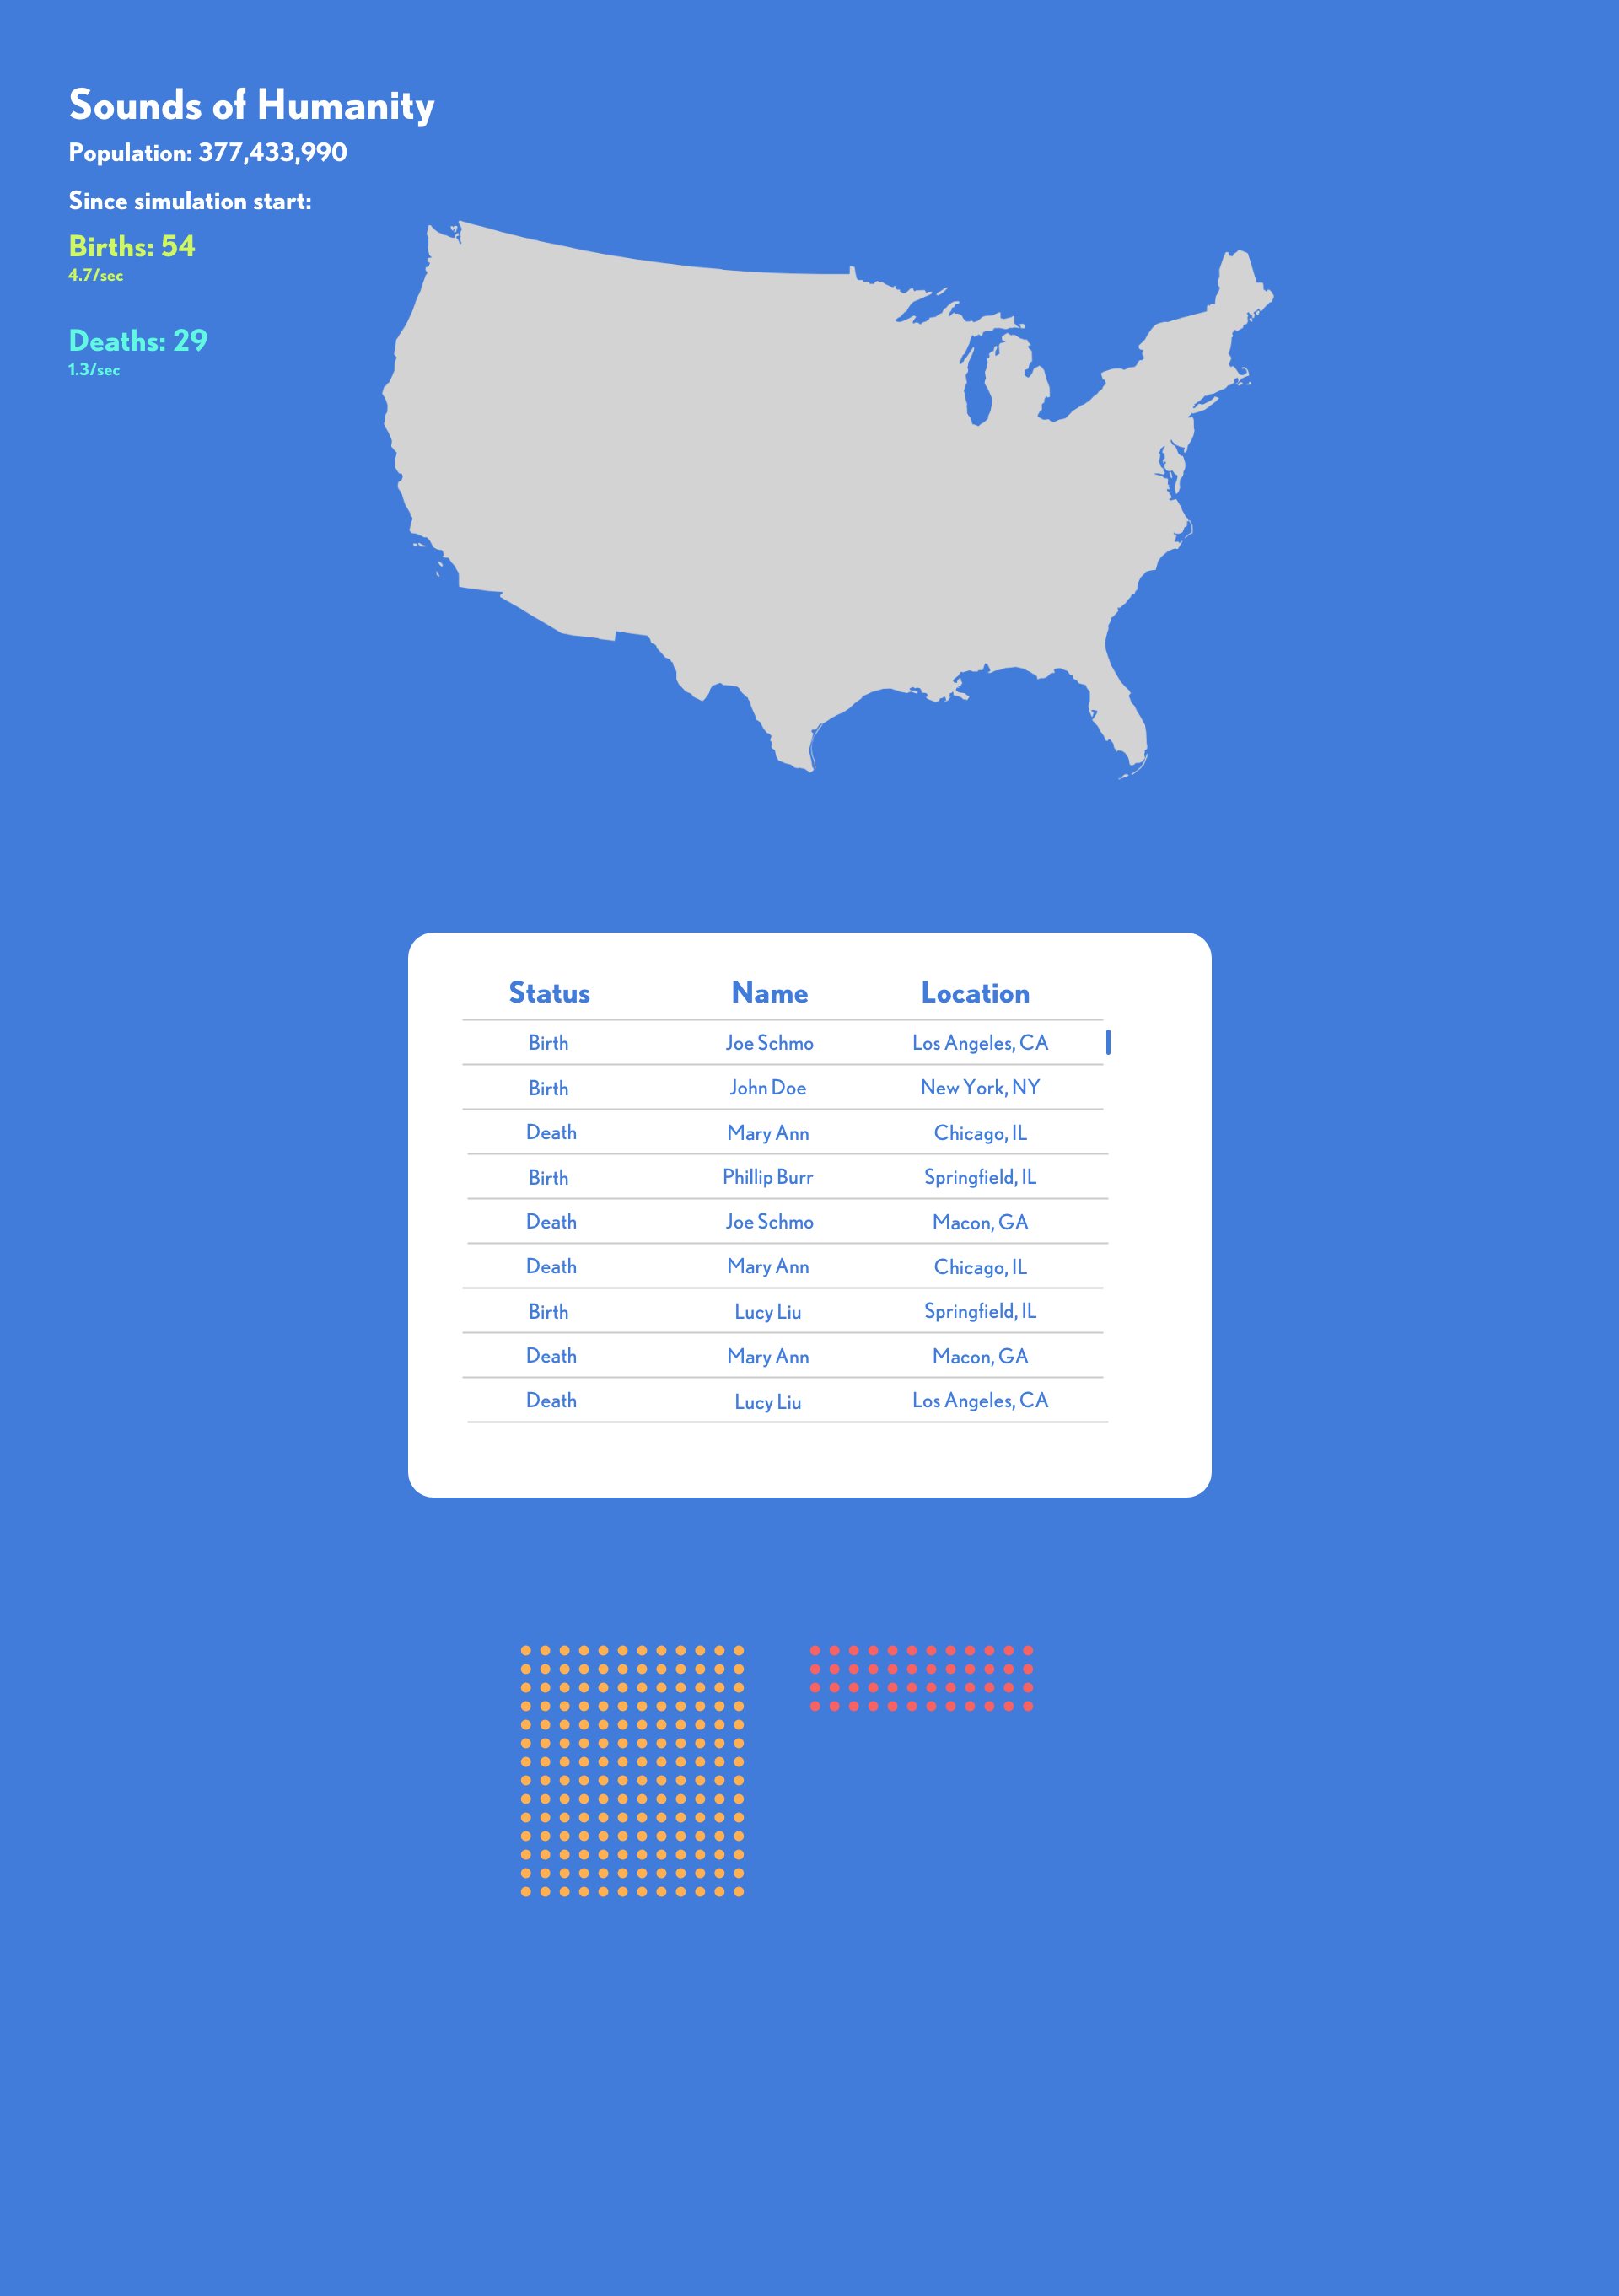 Sounds of Humanity
Population: 377,433,990
Since simulation start:
Births: 54
4.7/sec
Deaths: 29
1.3/sec
Status Name Location
Birth Joe Schmo Los Angeles, CA
Birth John Doe New York, NY
Death Mary Ann Chicago, IL
Birth Phillip Burr Springfield, IL
Death Joe Schmo Macon, GA
Death Mary Ann Chicago, IL
Birth Lucy Liu Springfield, IL
Death Mary Ann Macon, GA
Death Lucy Liu Los Angeles, CA